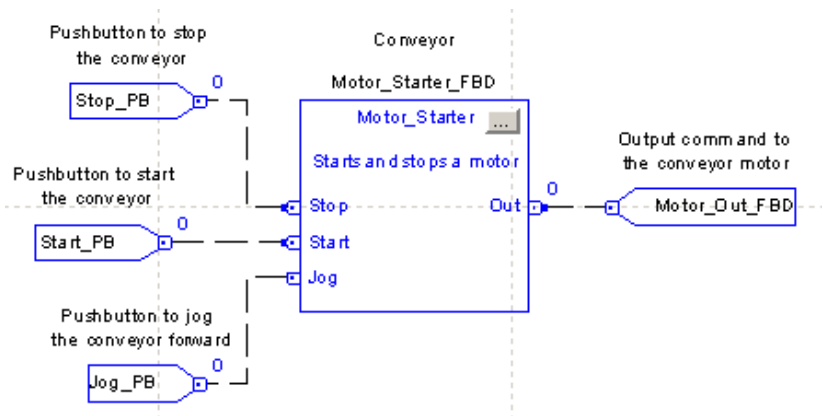 Pushbutton to stop
the conveyor
0
Stop_PB
Conveyor
Motor_Starter_FBD
Motor_Starter ...
Starts and stops a motor
Stop
Start
Jog
Out
0
Output command to
the conveyor motor
Motor_Out_FBD
Pushbutton to start
the conveyor
0
Start_PB
Pushbutton to jog
the conveyor forward
0
Jog_PB